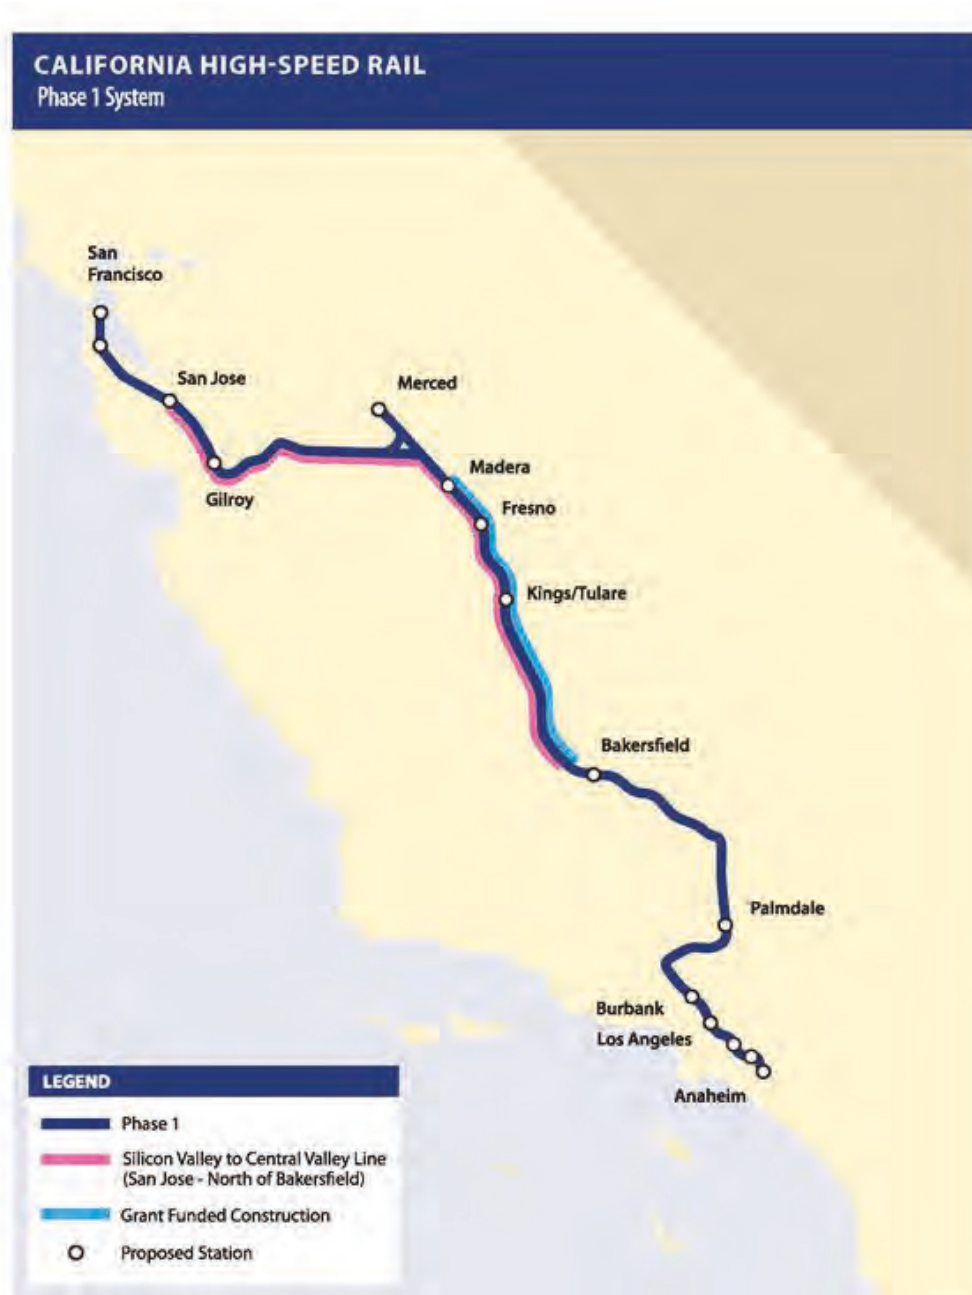 CALIFORNIA HIGH-SPEED RAIL
Phase 1 System
San
Francisco
San Jose
Merced
Gilroy
Madera
Fresno
Kings/Tulare
Bakersfield
Palmdale
Burbank
Los Angeles
Anaheim
LEGEND
Phase 1
Silicon Valley to Central Valley Line
(San Jose - North of Bakersfield)
Grant Funded Construction
Proposed Station